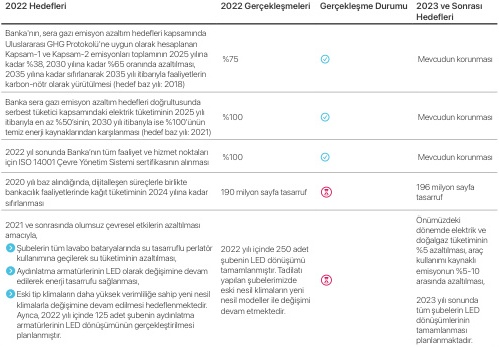 2022 Hedefleri
2022 Gerçekleşmeleri
Gerçekleşme Durumu
2023 ve Sonrası
Hedefleri
Banka'nın, sera gazı emisyon azaltım hedefleri kapsamında
Uluslararası GHG Protokolü'ne uygun olarak hesaplanan
Kapsam-1 ve Kapsam-2 emisyonları toplamının 2025 yılına
kadar %38, 2030 yılına kadar %65 oranında azaltılması,
2035 yılına kadar sıfırlanarak 2035 yılı itibarıyla faaliyetlerin
karbon-nötr olarak yürütülmesi (hedef baz yılı: 2018)
%75
Mevcudun korunması
Banka sera gazı emisyon azaltım hedefleri doğrultusunda
serbest tüketici kapsamındaki elektrik tüketiminin 2025 yılı
itibarıyla en az %50'sinin, 2030 yılı itibarıyla ise %100'ünün
temiz enerji kaynaklarından karşılanması (hedef baz yılı: 2021)
%100
Mevcudun korunması
2022 yıl sonunda Banka'nın tüm faaliyet ve hizmet noktaları
için ISO 14001 Çevre Yönetim Sistemi sertifikasının alınması
%100
Mevcudun korunması
2020 yılı baz alındığında, dijitalleşen süreçlerle birlikte
bankacılık faaliyetlerinde kağıt tüketiminin 2024 yılına kadar
sıfırlanması
190 milyon sayfa tasarruf
196 milyon sayfa
tasarruf
2021 ve sonrasında olumsuz çevresel etkilerin azaltılması
amacıyla,
Şubelerin tüm lavabo bataryalarında su tasarruflu perlatör
kullanımına geçilerek su tüketiminin azaltılması,
Aydınlatma armatürlerinin LED olarak değişimine devam
edilerek enerji tasarrufu sağlanması,
Eski tip klimaların daha yüksek verimliliğe sahip yeni nesil
klimalarla değişimine devam edilmesi hedeflenmektedir.
Ayrıca, 2022 yılı içinde 125 adet şubenin aydınlatma
armatürlerinin LED dönüşümünün gerçekleştirilmesi
planlanmıştır.
2022 yılı içinde 250 adet
şubenin LED dönüşümü
tamamlanmıştır. Tadilatı
yapılan şubelerimizde
eski nesil klimaların yeni
nesil modeller ile değişimi
devam etmektedir.
Önümüzdeki
dönemde elektrik ve
doğalgaz tüketiminin
%5 azaltılması, araç
kullanımı kaynaklı
emisyonun %5-10
arasında azaltılması,
2023 yılı sonunda
tüm şubelerin LED
dönüşümlerinin
tamamlanması
planlanmaktadır.